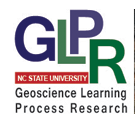 GLPR
NC STATE UNIVERSITY
Geoscience Learning
Process Research